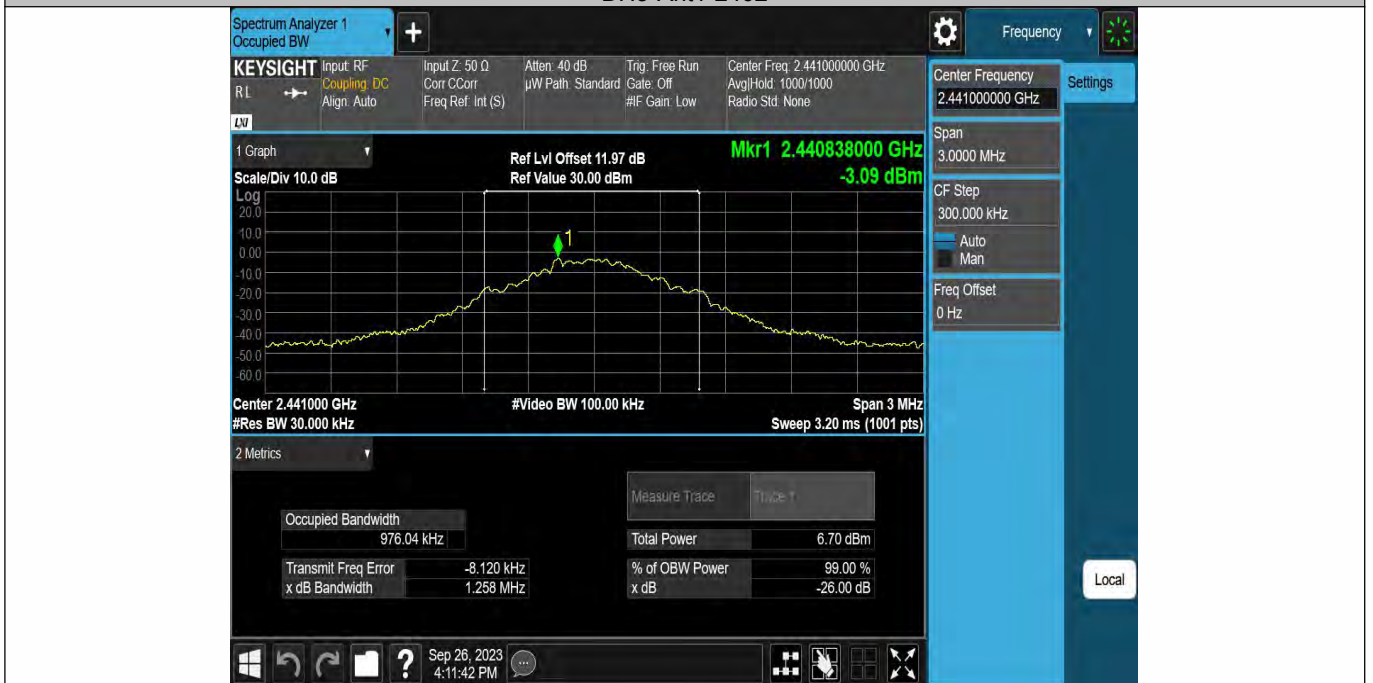 Spectrum Analyzer 1
Occupied BW
Frequency
KEYSIGHT
RL
LXI
Input: RF
Coupling: DC
Align: Auto
Input Z: 50 Ω
Corr CCorr
Freq Ref: Int (S)
Atten: 40 dB
µW Path: Standard
Trig: Free Run
Gate: Off
#IF Gain: Low
Center Freq: 2.441000000 GHz
Avg|Hold: 1000/1000
Radio Std: None
Center Frequency
2.441000000 GHz
Settings
Span
3.0000 MHz
CF Step
300.000 kHz
Auto
Man
Freq Offset
0 Hz
Local
1 Graph
Scale/Div 10.0 dB
Ref Lvl Offset 11.97 dB
Ref Value 30.00 dBm
Mkr1 2.440838000 GHz
-3.09 dBm
Log
20.0
10.0
0.00
-10.0
-20.0
-30.0
-40.0
-50.0
-60.0
1
Center 2.441000 GHz
#Res BW 30.000 kHz
#Video BW 100.00 kHz
Span 3 MHz
Sweep 3.20 ms (1001 pts)
2 Metrics
Measure Trace
Trace 1
Occupied Bandwidth
976.04 kHz
Total Power 6.70 dBm
Transmit Freq Error -8.120 kHz
% of OBW Power 99.00 %
x dB Bandwidth 1.258 MHz
x dB -26.00 dB
Sep 26, 2023
4:11:42 PM